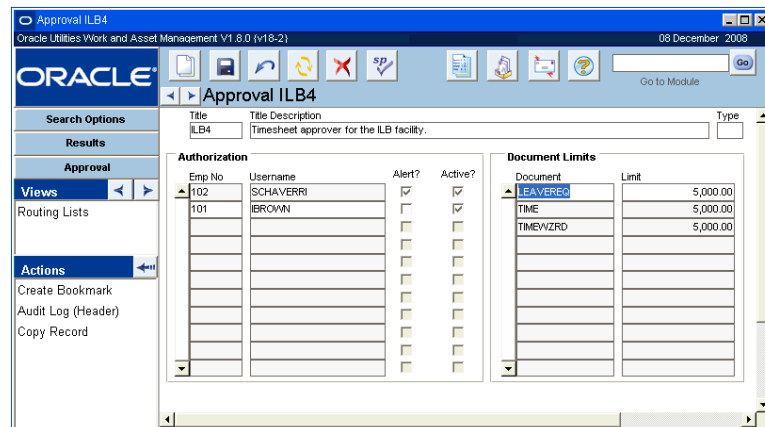 Approval ILB4
Oracle Utilities Work and Asset Management V1.8.0 {v18-2}
08 December 2008
ORACLE
sp
Go
Go to Module
Approval ILB4
Search Options
Results
Approval
Views
Routing Lists
Actions
Create Bookmark
Audit Log (Header)
Copy Record
Title Title Description Type
ILB4 Timesheet approver for the ILB facility.
Authorization
Emp No Username Alert? Active?
102 SCHAVERRI
101 IBROWN
Document Limits
Document Limit
LEAVEREQ 5,000.00
TIME 5,000.00
TIMEWZRD 5,000.00